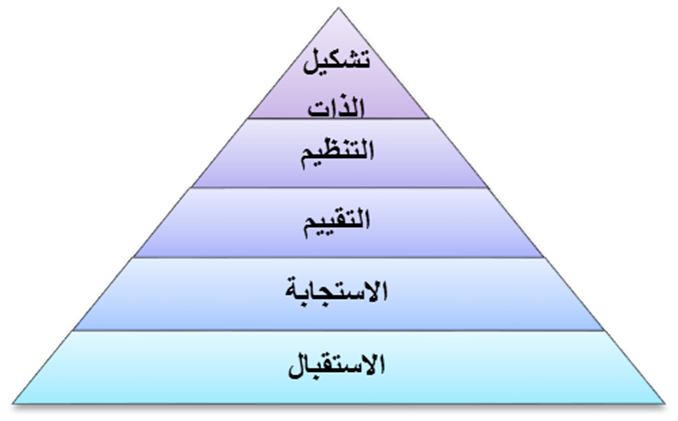 تشكيل
الذات
التنظيم
التقييم
الاستجابة
الاستقبال